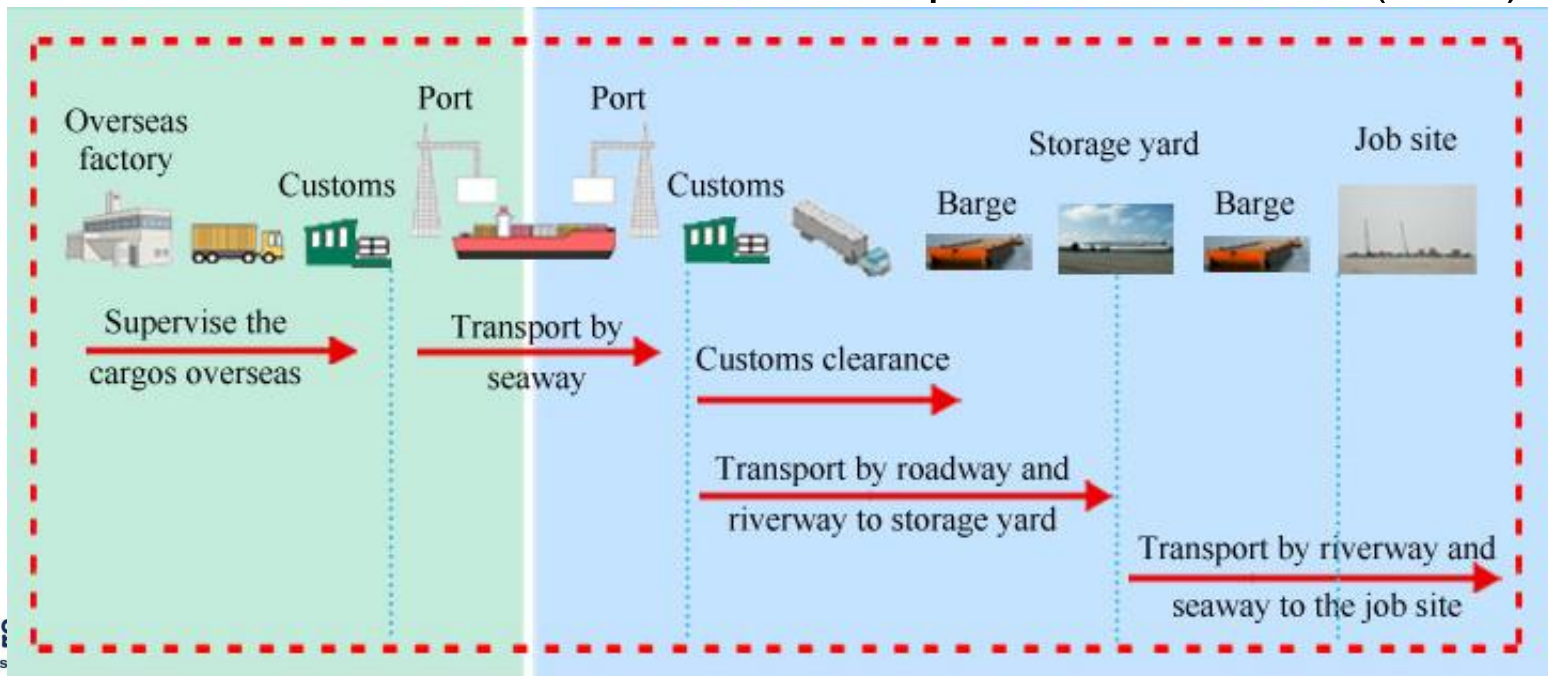 Overseas
factory
Customs
Port
Port
Customs
Barge
Storage yard
Barge
Job site
Supervise the
cargos overseas
Transport by
seaway
Customs clearance
Transport by roadway and
riverway to storage yard
Transport by riverway and
seaway to the job site